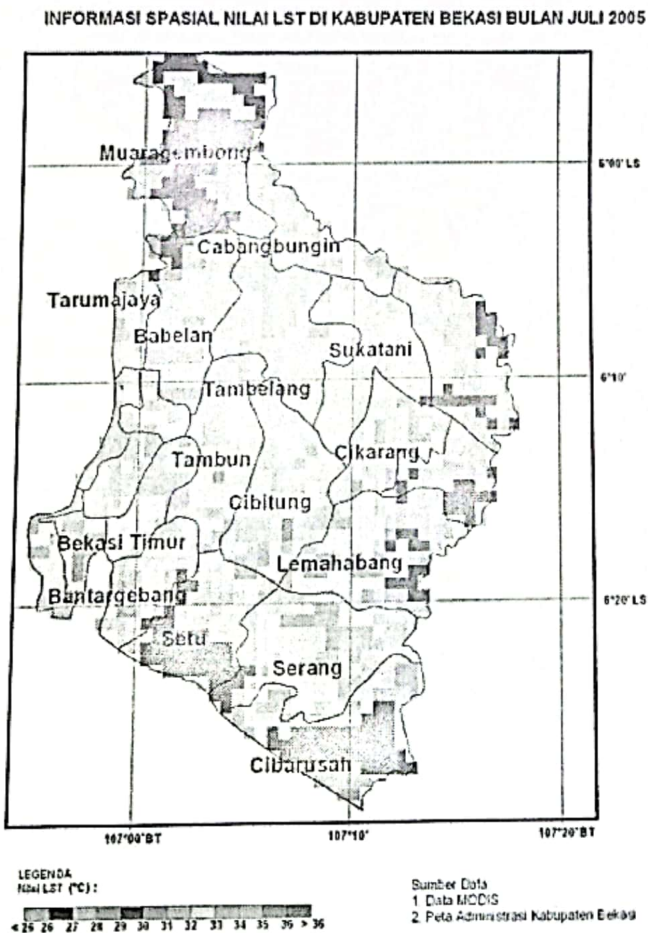 INFORMASI SPASIAL NILAI LST DI KABUPATEN BEKASI BULAN JULI 2005
Muaragembong
6°00' LS
Cabangbungin
Tarumajaya
Babelan
Sukatani
6°10'
Tambelang
Cikarang
Tambun
Cibitung
Bekasi Timur
Lemahabang
Bantargebang
6°20' LS
Setu
Serang
Cibarusah
107°00' BT
107°10'
107°20' BT
LEGENDA
Nilai LST (°C) :
< 25 26 27 28 29 30 31 32 33 34 35 36 > 36
Sumber Data
1. Data MODIS
2. Peta Administrasi Kabupaten Bekasi